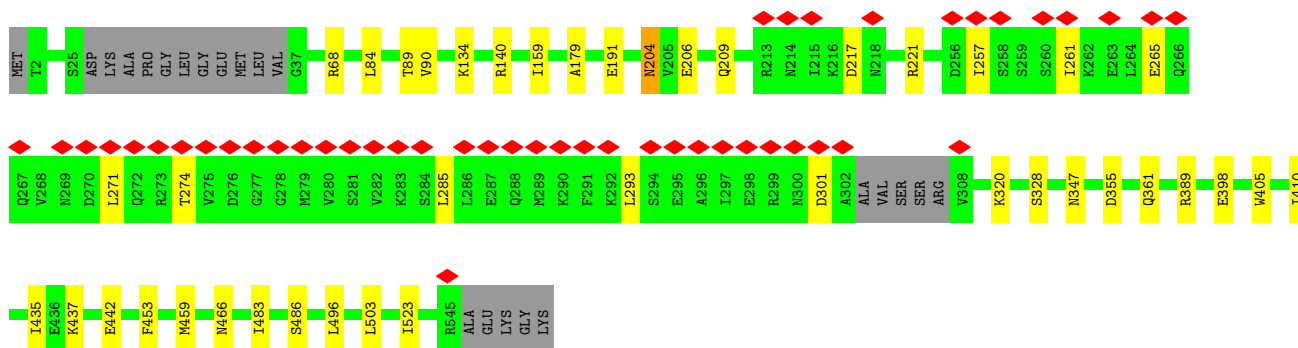 MET T2 S25 ASP LYS ALA PRO GLY LEU GLY GLU MET LEU VAL G37 R68 L84 T89 V90 K134 R140 I159 A179 E191 N204 V205 E206 Q209 R213 N214 I215 K216 D217 N218 R221 D256 I257 S258 S259 S260 I261 K262 E263 L264 E265 Q266
Q267 V268 N269 D270 L271 Q272 R273 T274 V275 D276 G277 G278 M279 V280 S281 V282 K283 S284 L285 L286 E287 Q288 M289 K290 F291 K292 L293 S294 E295 A296 I297 E298 R299 N300 D301 A302 ALA VAL SER SER ARG V308 K320 S328 N347 D355 Q361 R389 E398 W405
I435 E436 K437 E442 F453 M459 N466 I483 S486 L496 L503 I523 R545 ALA GLU LYS GLY LYS